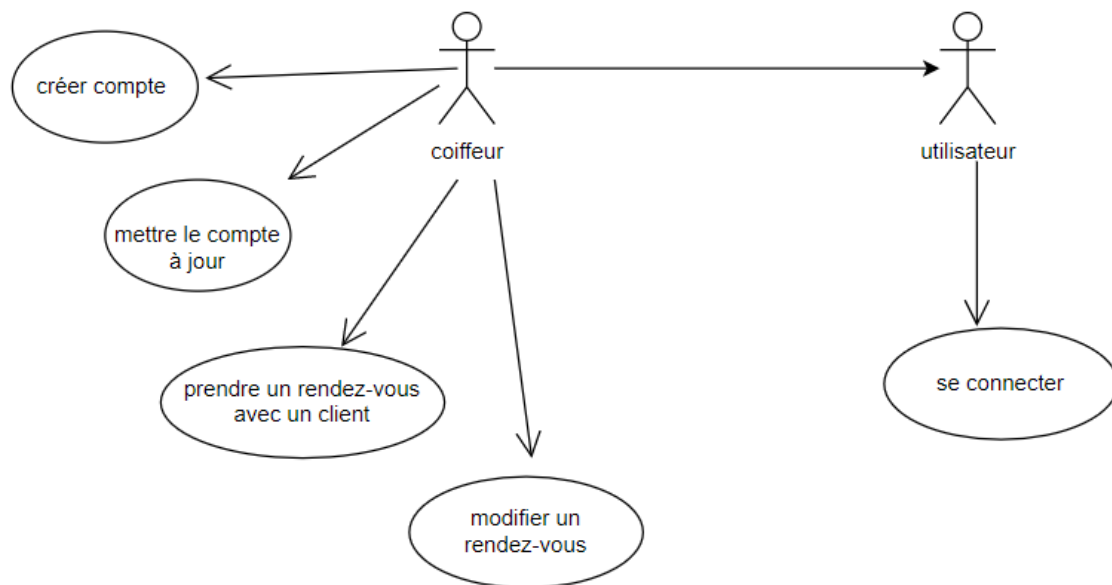 créer compte
coiffeur
utilisateur
mettre le compte
à jour
prendre un rendez-vous
avec un client
se connecter
modifier un
rendez-vous